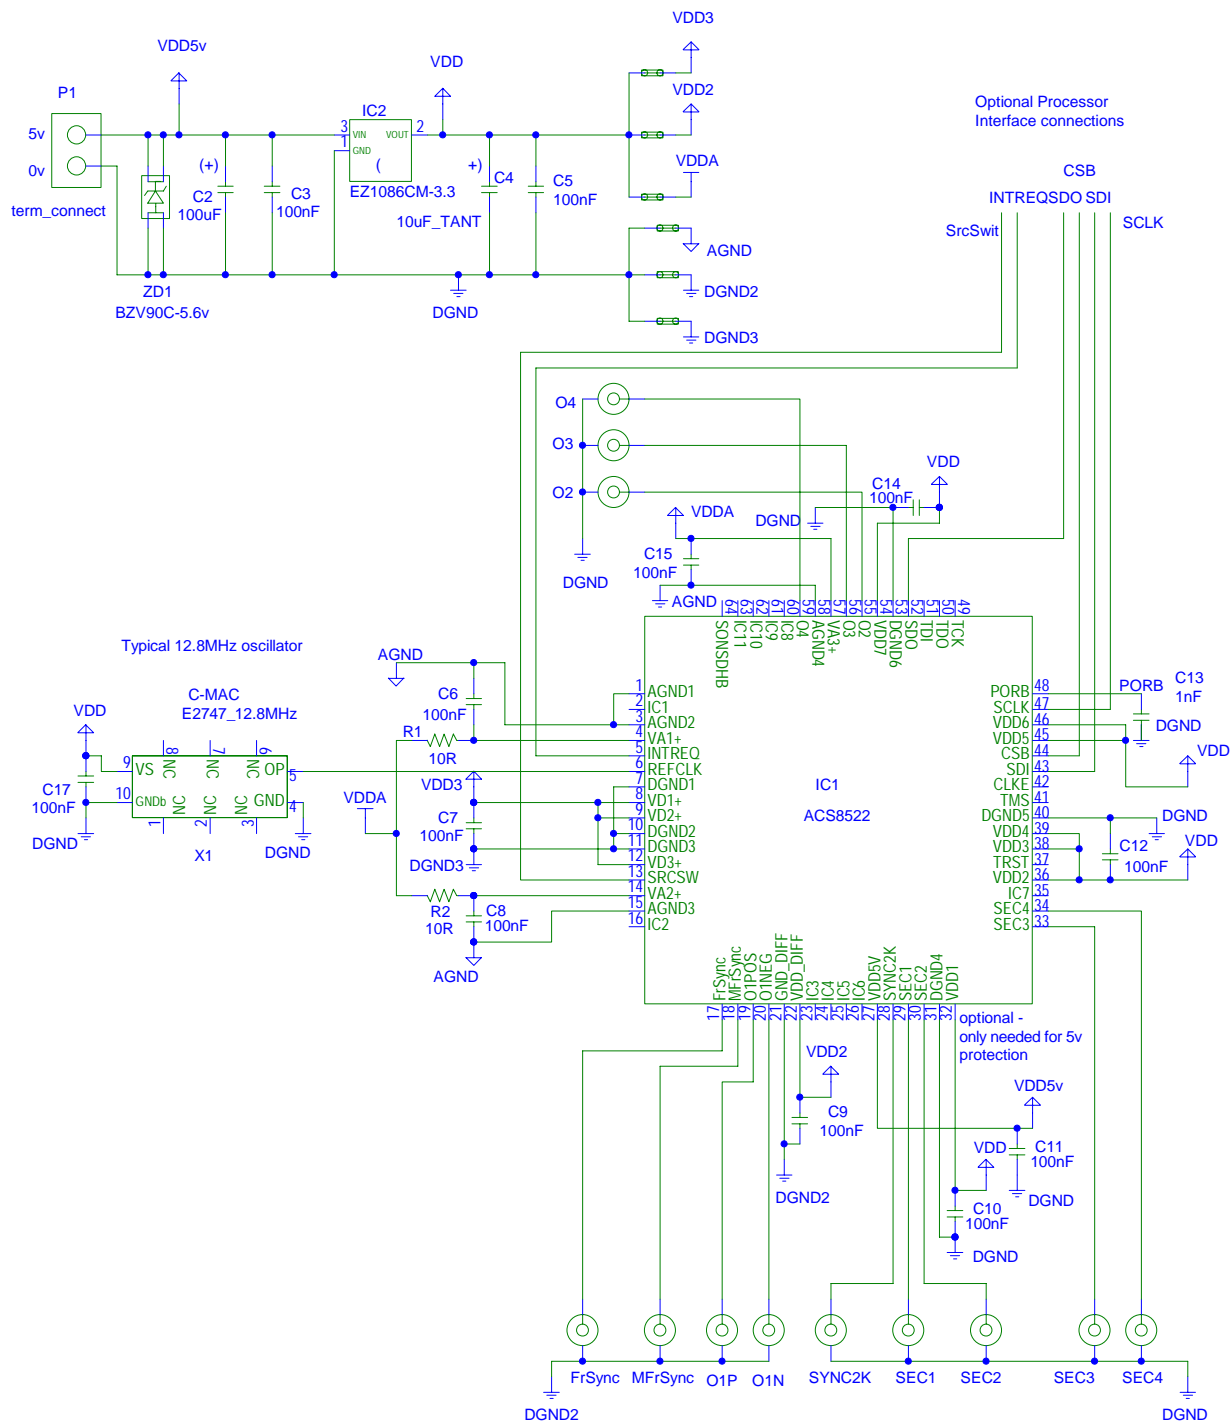 VDD3
VDD5v
VDD
P1
IC2
VDD2
Optional Processor
Interface connections
5v
3
VIN
VOUT
2
1
GND
0v
(+)
(
+)
C4
VDDA
CSB
C2
C3
C5
100uF
100nF
EZ1086CM-3.3
100nF
INTREQ
SDO
SDI
term_connect
10uF_TANT
SrcSwit
SCLK
AGND
ZD1
DGND2
BZV90C-5.6v
DGND
DGND3
O4
O3
VDD
C14
O2
100nF
VDDA
DGND
C15
DGND
100nF
AGND
64 63 62 61 60 59 58 57 56 55 54 53 52 51 50 49
SONSDHB
IC11
IC10
IC9
IC8
O4
AGND4
VA3+
O3
O2
VDD7
DGND6
SDO
TDI
TDO
TCK
Typical 12.8MHz oscillator
AGND
C-MAC
E2747_12.8MHz
VDD
C6
100nF
R1
10R
8 7 6
NC NC NC
9 VS
OP 5
C17
100nF
10 GNDb
GND 4
NC NC NC
1 2 3
DGND
X1
DGND
VDDA
VDD3
C7
100nF
DGND3
R2
10R
C8
100nF
AGND
1 AGND1
2 IC1
3 AGND2
4 VA1+
5 INTREQ
6 REFCLK
7 DGND1
8 VD1+
9 VD2+
10 DGND2
11 DGND3
12 VD3+
13 SRCSW
14 VA2+
15 AGND3
16 IC2
IC1
ACS8522
PORB 48
SCLK 47
VDD6 46
VDD5 45
CSB 44
SDI 43
CLKE 42
TMS 41
DGND5 40
VDD4 39
VDD3 38
TRST 37
VDD2 36
IC7 35
SEC4 34
SEC3 33
PORB
C13
1nF
DGND
VDD
DGND
VDD
C12
100nF
FrSync
MFrSync
O1POS
O1NEG
GND_DIFF
VDD_DIFF
IC3
IC4
IC5
IC6
VDD5V
SYNC2K
SEC1
SEC2
DGND4
VDD1
17 18 19 20 21 22 23 24 25 26 27 28 29 30 31 32
optional -
only needed for 5v
protection
VDD2
VDD5v
C9
100nF
VDD
C11
100nF
DGND2
DGND
C10
100nF
DGND
FrSync
MFrSync
O1P
O1N
SYNC2K
SEC1
SEC2
SEC3
SEC4
DGND2
DGND